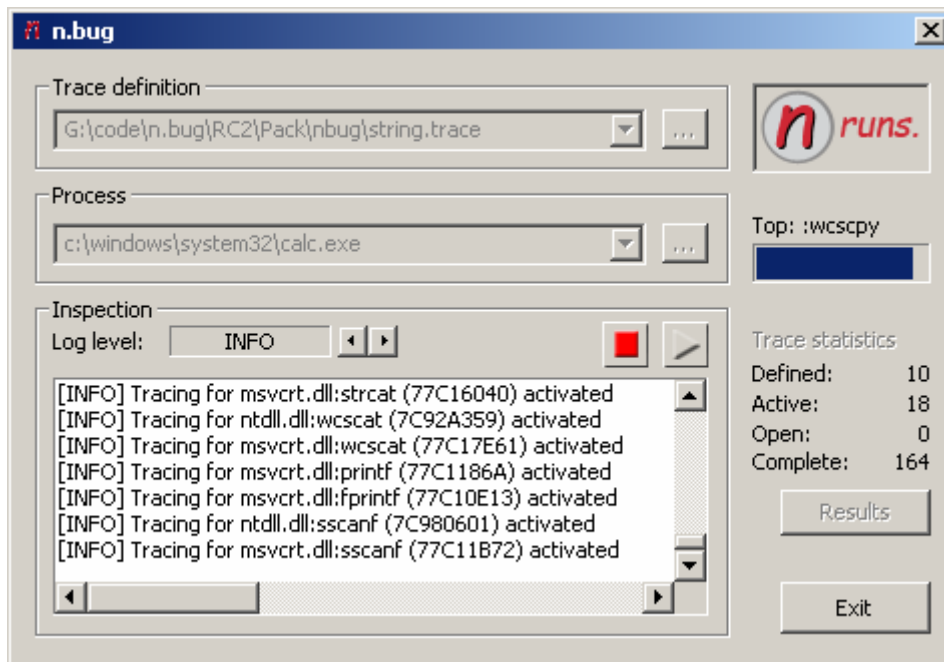 n.bug
Trace definition
G:\code\n.bug\RC2\Pack\nbug\string.trace
...
n runs.
Process
c:\windows\system32\calc.exe
...
Top: :wcscpy
Inspection
Log level: INFO
[INFO] Tracing for msvcrt.dll:strcat (77C16040) activated
[INFO] Tracing for ntdll.dll:wcscat (7C92A359) activated
[INFO] Tracing for msvcrt.dll:wcscat (77C17E61) activated
[INFO] Tracing for msvcrt.dll:printf (77C1186A) activated
[INFO] Tracing for msvcrt.dll:fprintf (77C10E13) activated
[INFO] Tracing for ntdll.dll:sscanf (7C980601) activated
[INFO] Tracing for msvcrt.dll:sscanf (77C11B72) activated
Trace statistics
Defined: 10
Active: 18
Open: 0
Complete: 164
Results
Exit